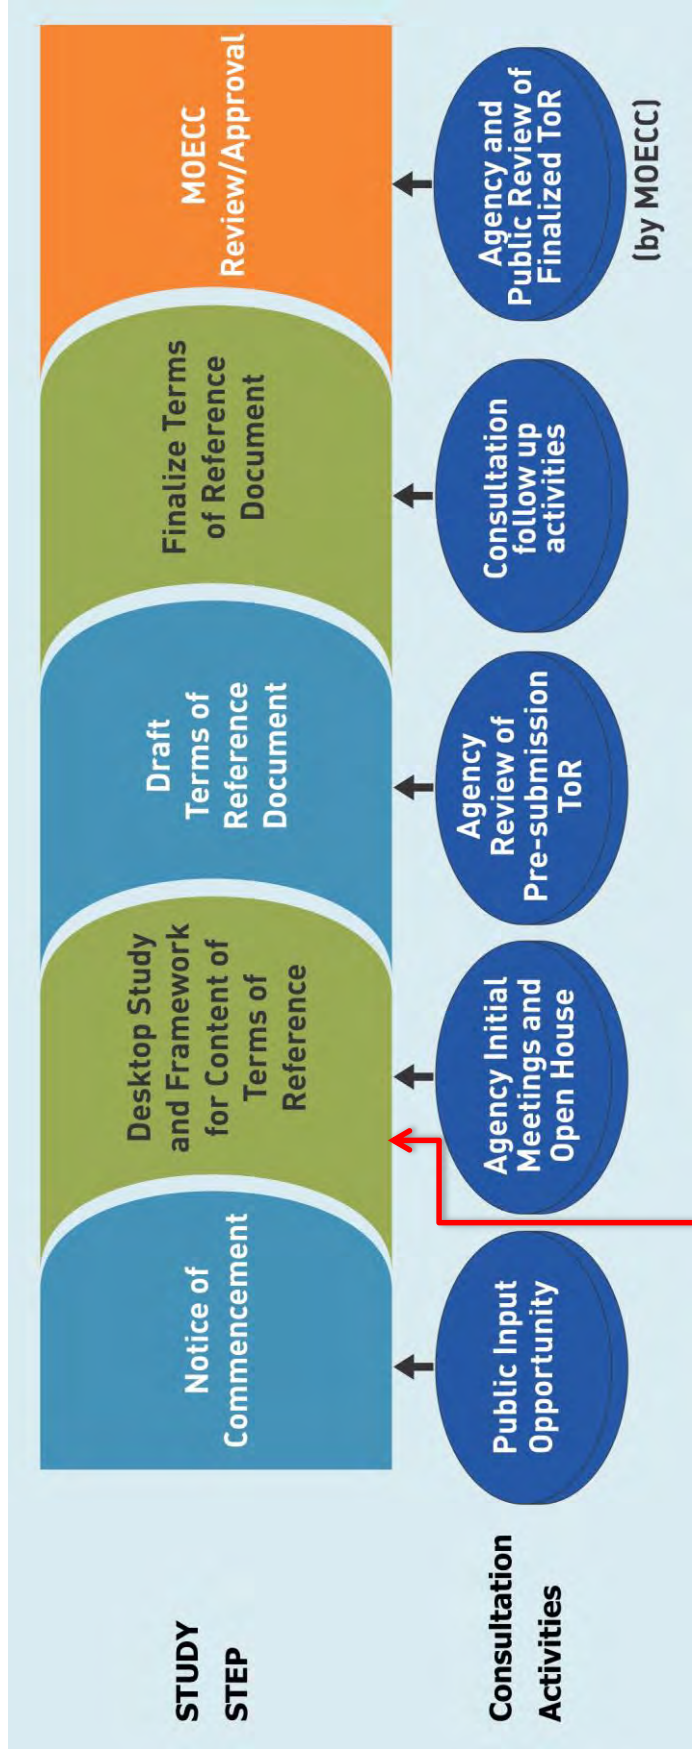 STUDY
STEP
Notice of
Commencement
Desktop Study
and Framework
for Content of
Terms of
Reference
Draft
Terms of
Reference
Document
Finalize Terms
of Reference
Document
MOECC
Review/Approval
Consultation
Activities
Public Input
Opportunity
Agency Initial
Meetings and
Open House
Agency
Review of
Pre-submission
ToR
Consultation
follow up
activities
Agency and
Public Review of
Finalized ToR
(by MOECC)